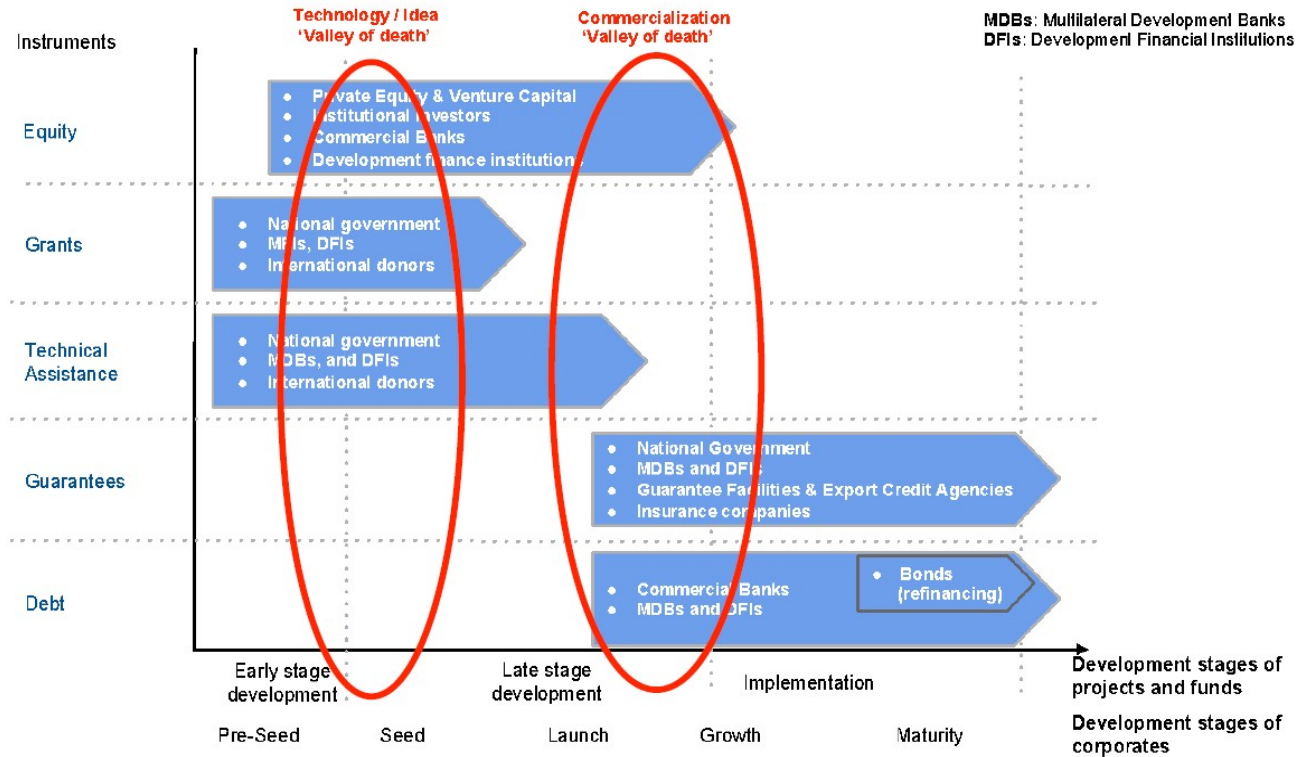 Technology / Idea
'Valley of death'
Commercialization
'Valley of death'
MDBs: Multilateral Development Banks
DFIs: Development Financial Institutions
Instruments
Equity
Private Equity & Venture Capital
Institutional Investors
Commercial Banks
Development finance institutions
Grants
National government
MFIs, DFIs
International donors
Technical
Assistance
National government
MDBs, and DFIs
International donors
Guarantees
National Government
MDBs and DFIs
Guarantee Facilities & Export Credit Agencies
Insurance companies
Debt
Commercial Banks
MDBs and DFIs
Bonds
(refinancing)
Early stage
development
Late stage
development
Implementation
Development stages of
projects and funds
Pre-Seed
Seed
Launch
Growth
Maturity
Development stages of
corporates